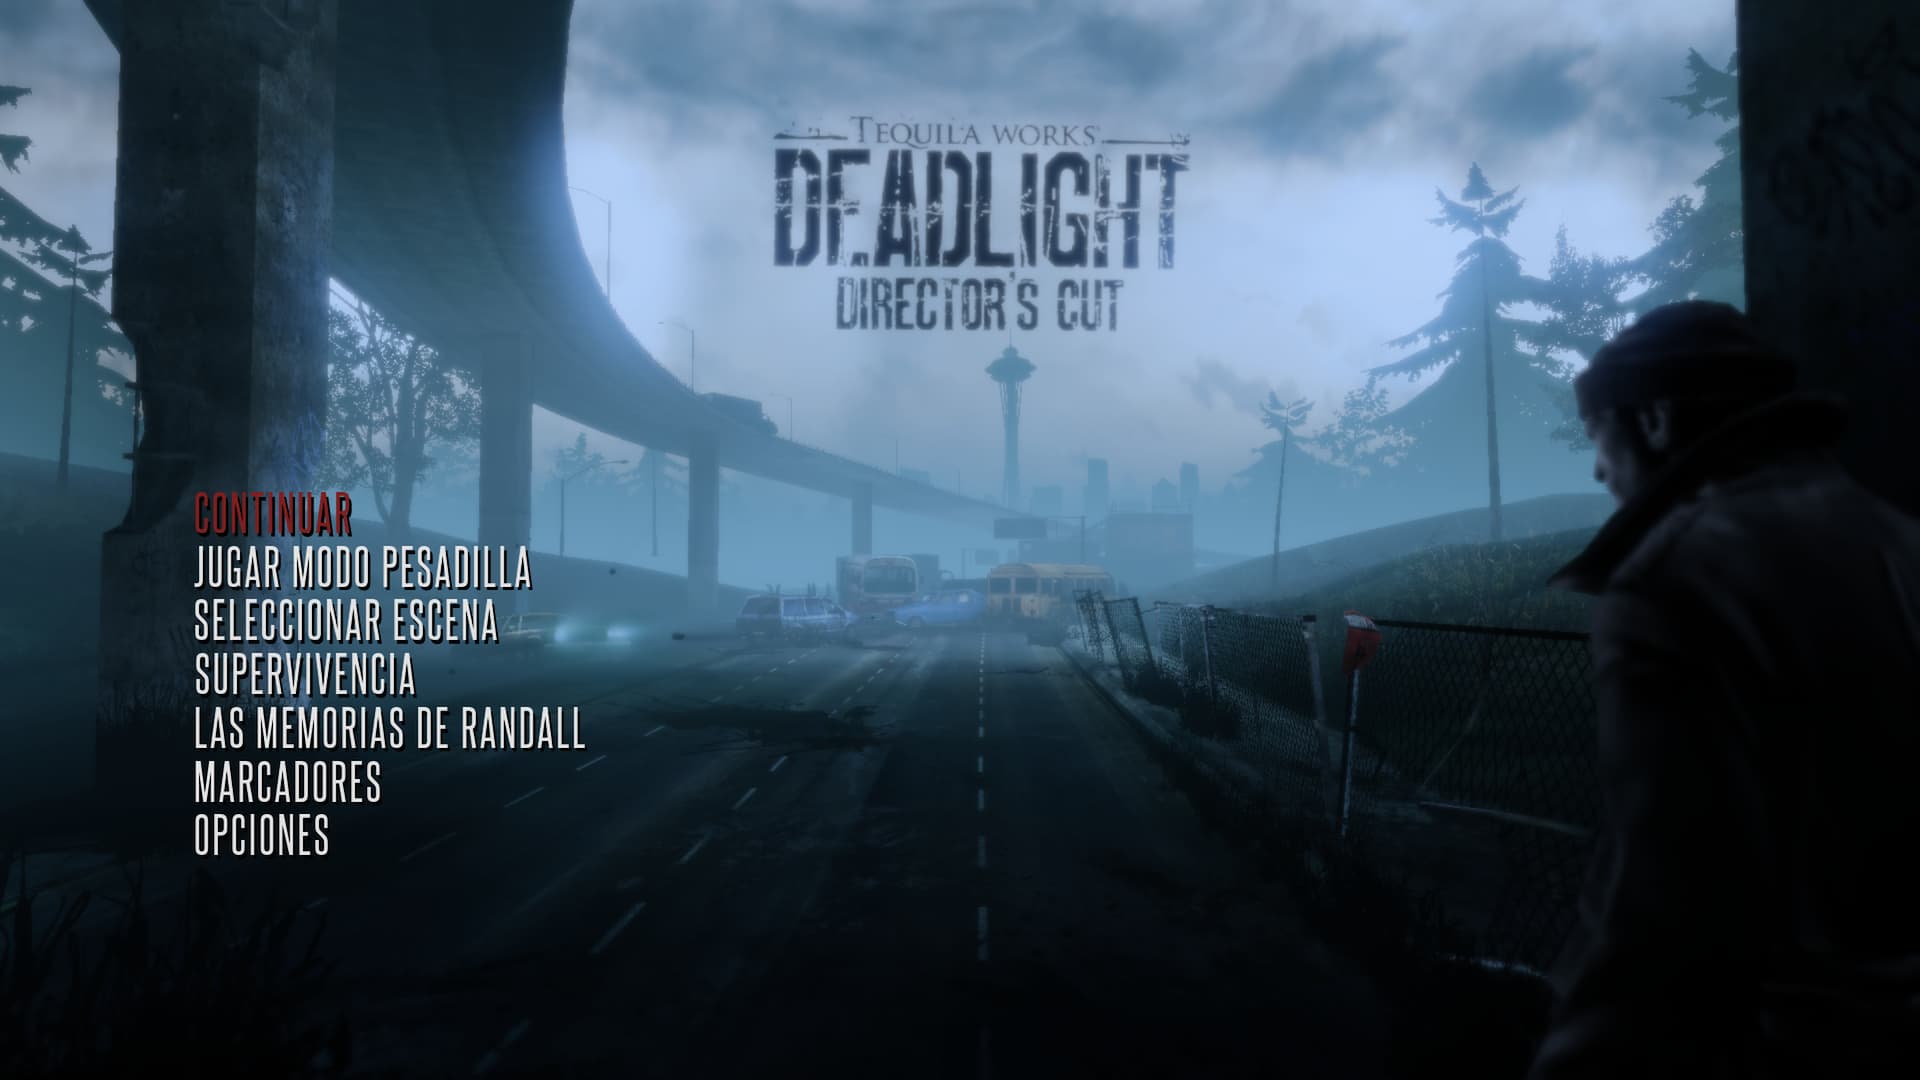 TEQUILA WORKS
DEADLIGHT
DIRECTOR'S CUT
CONTINUAR
JUGAR MODO PESADILLA
SELECCIONAR ESCENA
SUPERVIVENCIA
LAS MEMORIAS DE RANDALL
MARCADORES
OPCIONES